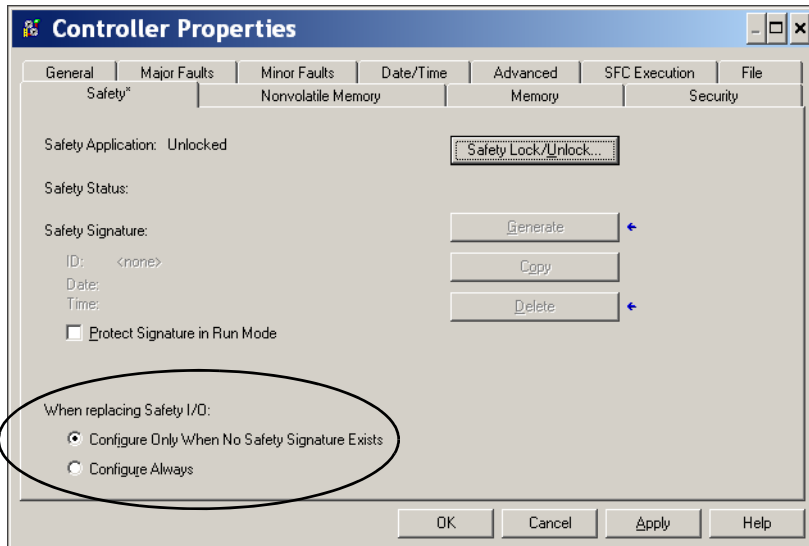 Controller Properties
General Major Faults Minor Faults Date/Time Advanced SFC Execution File
Safety* Nonvolatile Memory Memory Security
Safety Application: Unlocked Safety Lock/Unlock...
Safety Status:
Safety Signature: Generate
ID: <none> Copy
Date:
Time: Delete
Protect Signature in Run Mode
When replacing Safety I/O:
Configure Only When No Safety Signature Exists
Configure Always
OK Cancel Apply Help